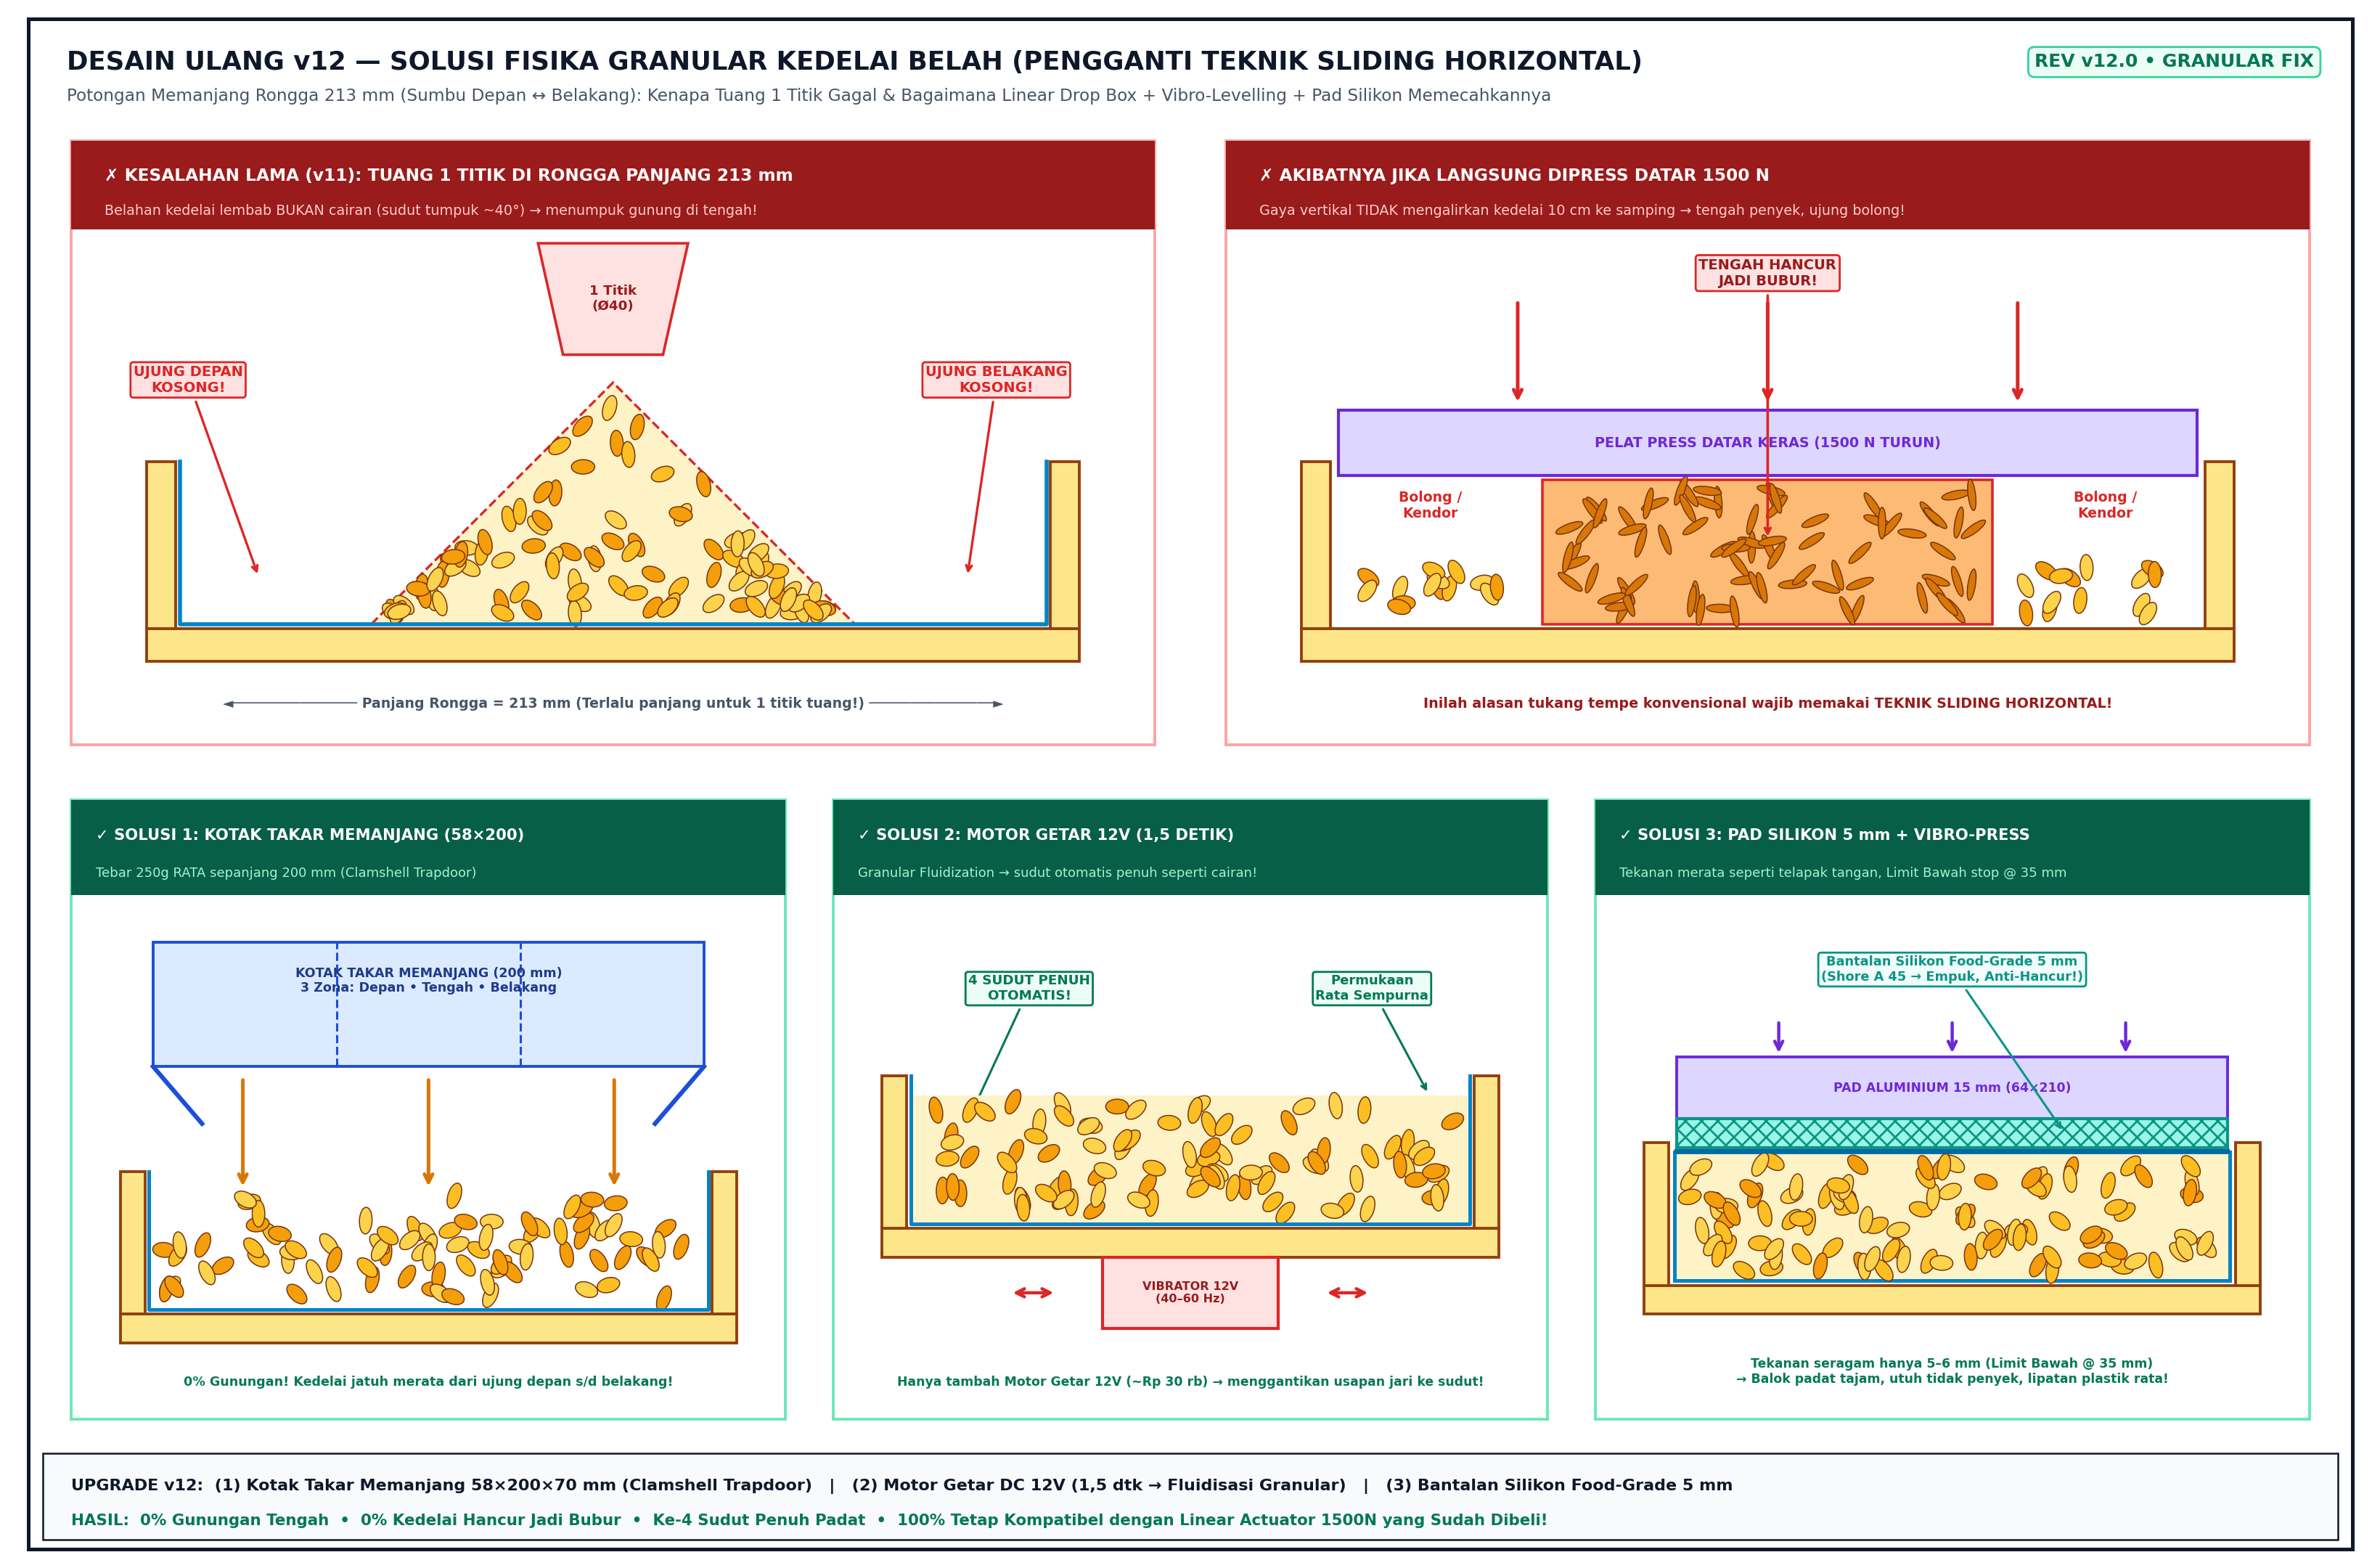 DESAIN ULANG v12 — SOLUSI FISIKA GRANULAR KEDELAI BELAH (PENGGANTI TEKNIK SLIDING HORIZONTAL)
REV v12.0 • GRANULAR FIX
Potongan Memanjang Rongga 213 mm (Sumbu Depan ↔ Belakang): Kenapa Tuang 1 Titik Gagal & Bagaimana Linear Drop Box + Vibro-Levelling + Pad Silikon Memecahkannya
✗ KESALAHAN LAMA (v11): TUANG 1 TITIK DI RONGGA PANJANG 213 mm
Belahan kedelai lembab BUKAN cairan (sudut tumpuk ~40°) → menumpuk gunung di tengah!
1 Titik
(Ø40)
UJUNG DEPAN
KOSONG!
UJUNG BELAKANG
KOSONG!
◄────────────── Panjang Rongga = 213 mm (Terlalu panjang untuk 1 titik tuang!) ──────────────►
✗ AKIBATNYA JIKA LANGSUNG DIPRESS DATAR 1500 N
Gaya vertikal TIDAK mengalirkan kedelai 10 cm ke samping → tengah penyek, ujung bolong!
TENGAH HANCUR
JADI BUBUR!
PELAT PRESS DATAR KERAS (1500 N TURUN)
Bolong /
Kendor
Bolong /
Kendor
Inilah alasan tukang tempe konvensional wajib memakai TEKNIK SLIDING HORIZONTAL!
✓ SOLUSI 1: KOTAK TAKAR MEMANJANG (58×200)
Tebar 250g RATA sepanjang 200 mm (Clamshell Trapdoor)
KOTAK TAKAR MEMANJANG (200 mm)
3 Zona: Depan • Tengah • Belakang
0% Gunungan! Kedelai jatuh merata dari ujung depan s/d belakang!
✓ SOLUSI 2: MOTOR GETAR 12V (1,5 DETIK)
Granular Fluidization → sudut otomatis penuh seperti cairan!
4 SUDUT PENUH
OTOMATIS!
Permukaan
Rata Sempurna
VIBRATOR 12V
(40–60 Hz)
Hanya tambah Motor Getar 12V (~Rp 30 rb) → menggantikan usapan jari ke sudut!
✓ SOLUSI 3: PAD SILIKON 5 mm + VIBRO-PRESS
Tekanan merata seperti telapak tangan, Limit Bawah stop @ 35 mm
Bantalan Silikon Food-Grade 5 mm
(Shore A 45 → Empuk, Anti-Hancur!)
PAD ALUMINIUM 15 mm (64×210)
Tekanan seragam hanya 5–6 mm (Limit Bawah @ 35 mm)
→ Balok padat tajam, utuh tidak penyek, lipatan plastik rata!
UPGRADE v12: (1) Kotak Takar Memanjang 58×200×70 mm (Clamshell Trapdoor) | (2) Motor Getar DC 12V (1,5 dtk → Fluidisasi Granular) | (3) Bantalan Silikon Food-Grade 5 mm
HASIL: 0% Gunungan Tengah • 0% Kedelai Hancur Jadi Bubur • Ke-4 Sudut Penuh Padat • 100% Tetap Kompatibel dengan Linear Actuator 1500N yang Sudah Dibeli!